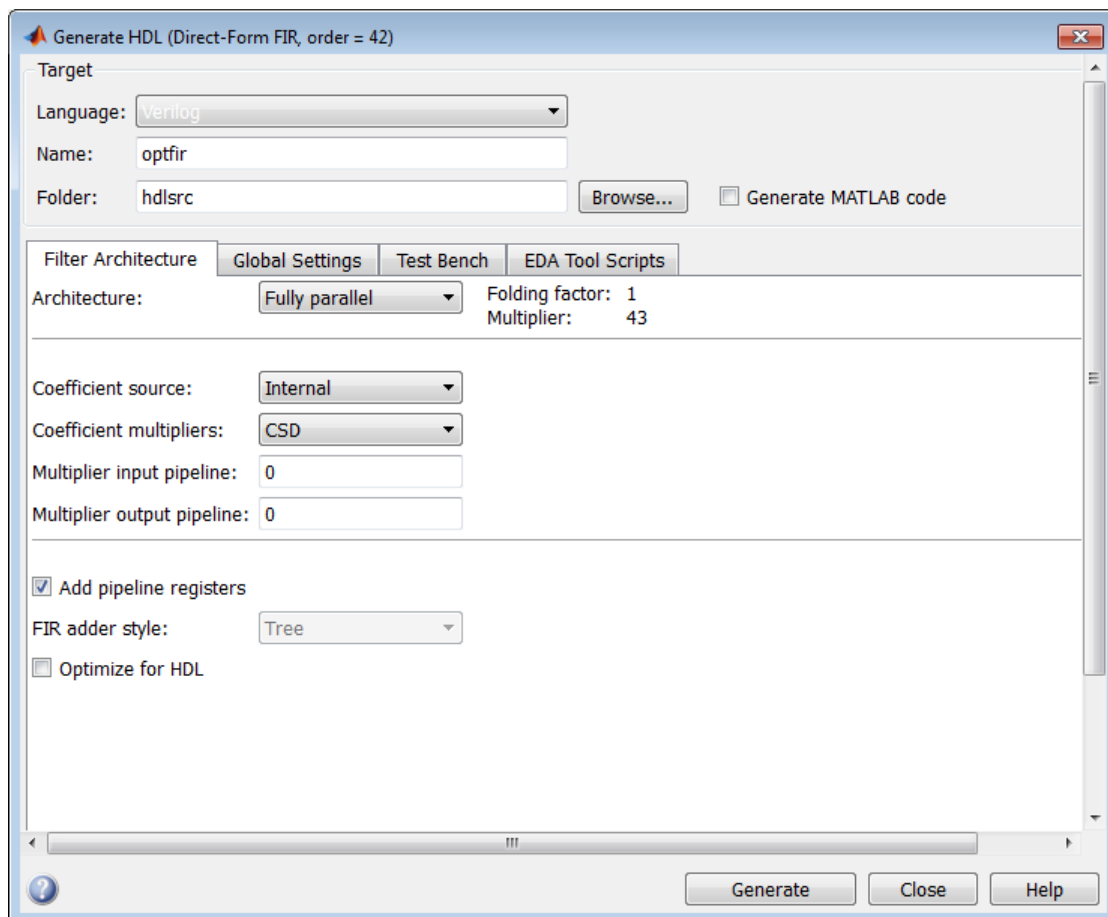 Generate HDL (Direct-Form FIR, order = 42)
Target
Language: Verilog
Name: optfir
Folder: hdlsrc Browse... Generate MATLAB code
Filter Architecture Global Settings Test Bench EDA Tool Scripts
Architecture: Fully parallel Folding factor: 1
Multiplier: 43
Coefficient source: Internal
Coefficient multipliers: CSD
Multiplier input pipeline: 0
Multiplier output pipeline: 0
Add pipeline registers
FIR adder style: Tree
Optimize for HDL
Generate Close Help